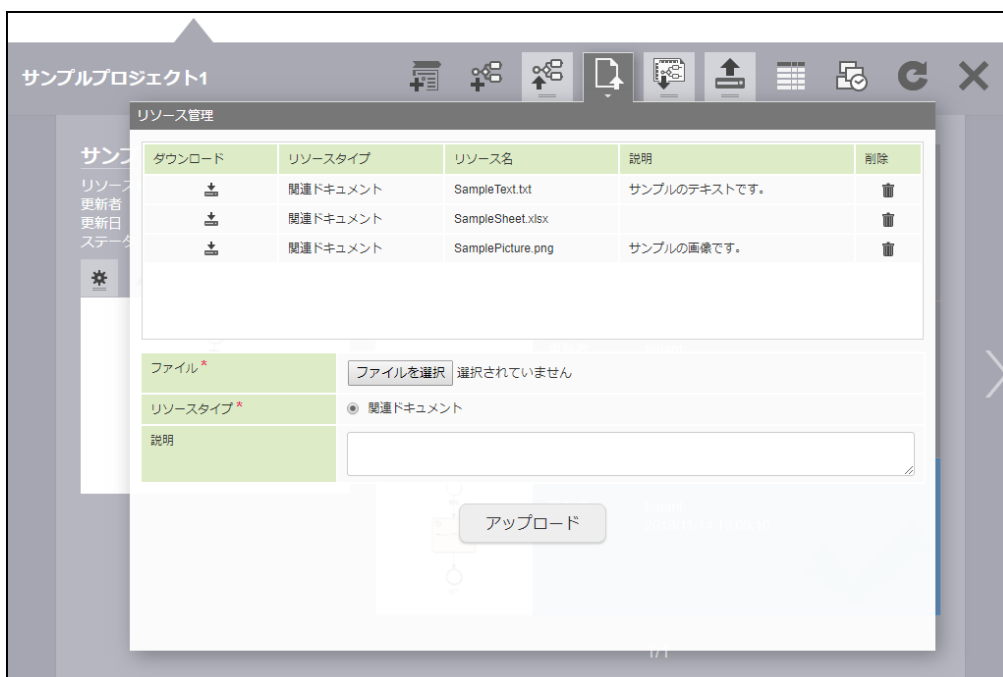 サンプルプロジェクト1
リソース管理
サンプ
リソース
更新者
更新日
ステータ
ダウンロード リソースタイプ リソース名 説明 削除
関連ドキュメント SampleText.txt サンプルのテキストです。
関連ドキュメント SampleSheet.xlsx
関連ドキュメント SamplePicture.png サンプルの画像です。
ファイル* ファイルを選択 選択されていません
リソースタイプ* 関連ドキュメント
説明
アップロード
1/1